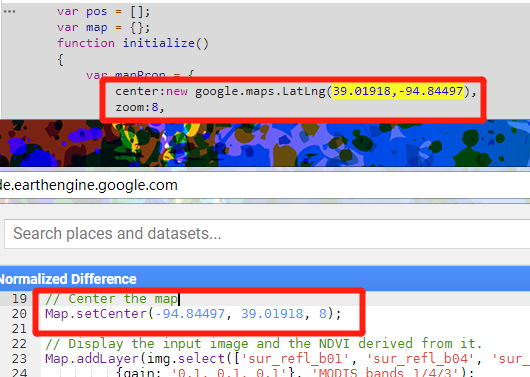 var pos = [];
var map = {};
function initialize()
{
var mapProp = {
center:new google.maps.LatLng(39.01918,-94.84497),
zoom:8,
de.earthengine.google.com
Search places and datasets...
Normalized Difference
19 // Center the map
20 Map.setCenter(-94.84497, 39.01918, 8);
21
22 // Display the input image and the NDVI derived from it.
23 Map.addLayer(img.select(['sur_refl_b01', 'sur_refl_b04', 'sur_
24 {gain: '0.1, 0.1, 0.1'}, 'MODIS bands 1/4/3');